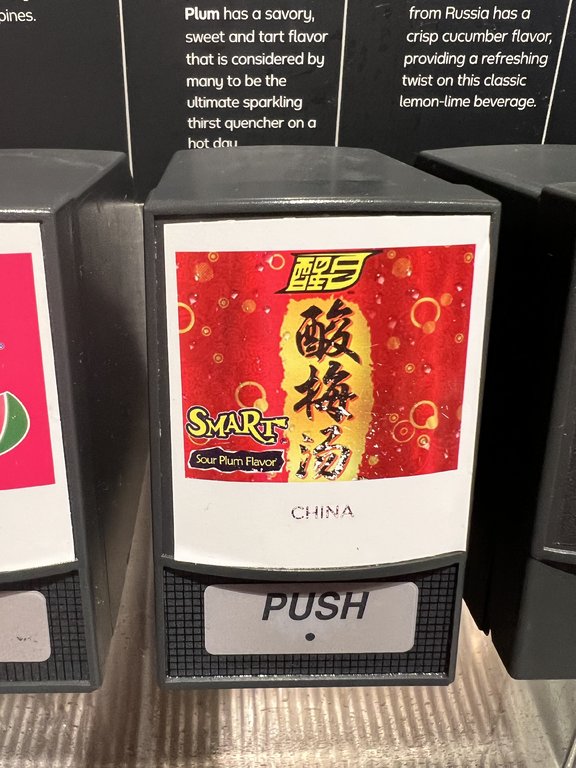 pines.
Plum has a savory,
sweet and tart flavor
that is considered by
many to be the
ultimate sparkling
thirst quencher on a
hot day
from Russia has a
crisp cucumber flavor,
providing a refreshing
twist on this classic
lemon-lime beverage.
醒目
酸
梅
汤
SMART
Sour Plum Flavor
CHINA
PUSH